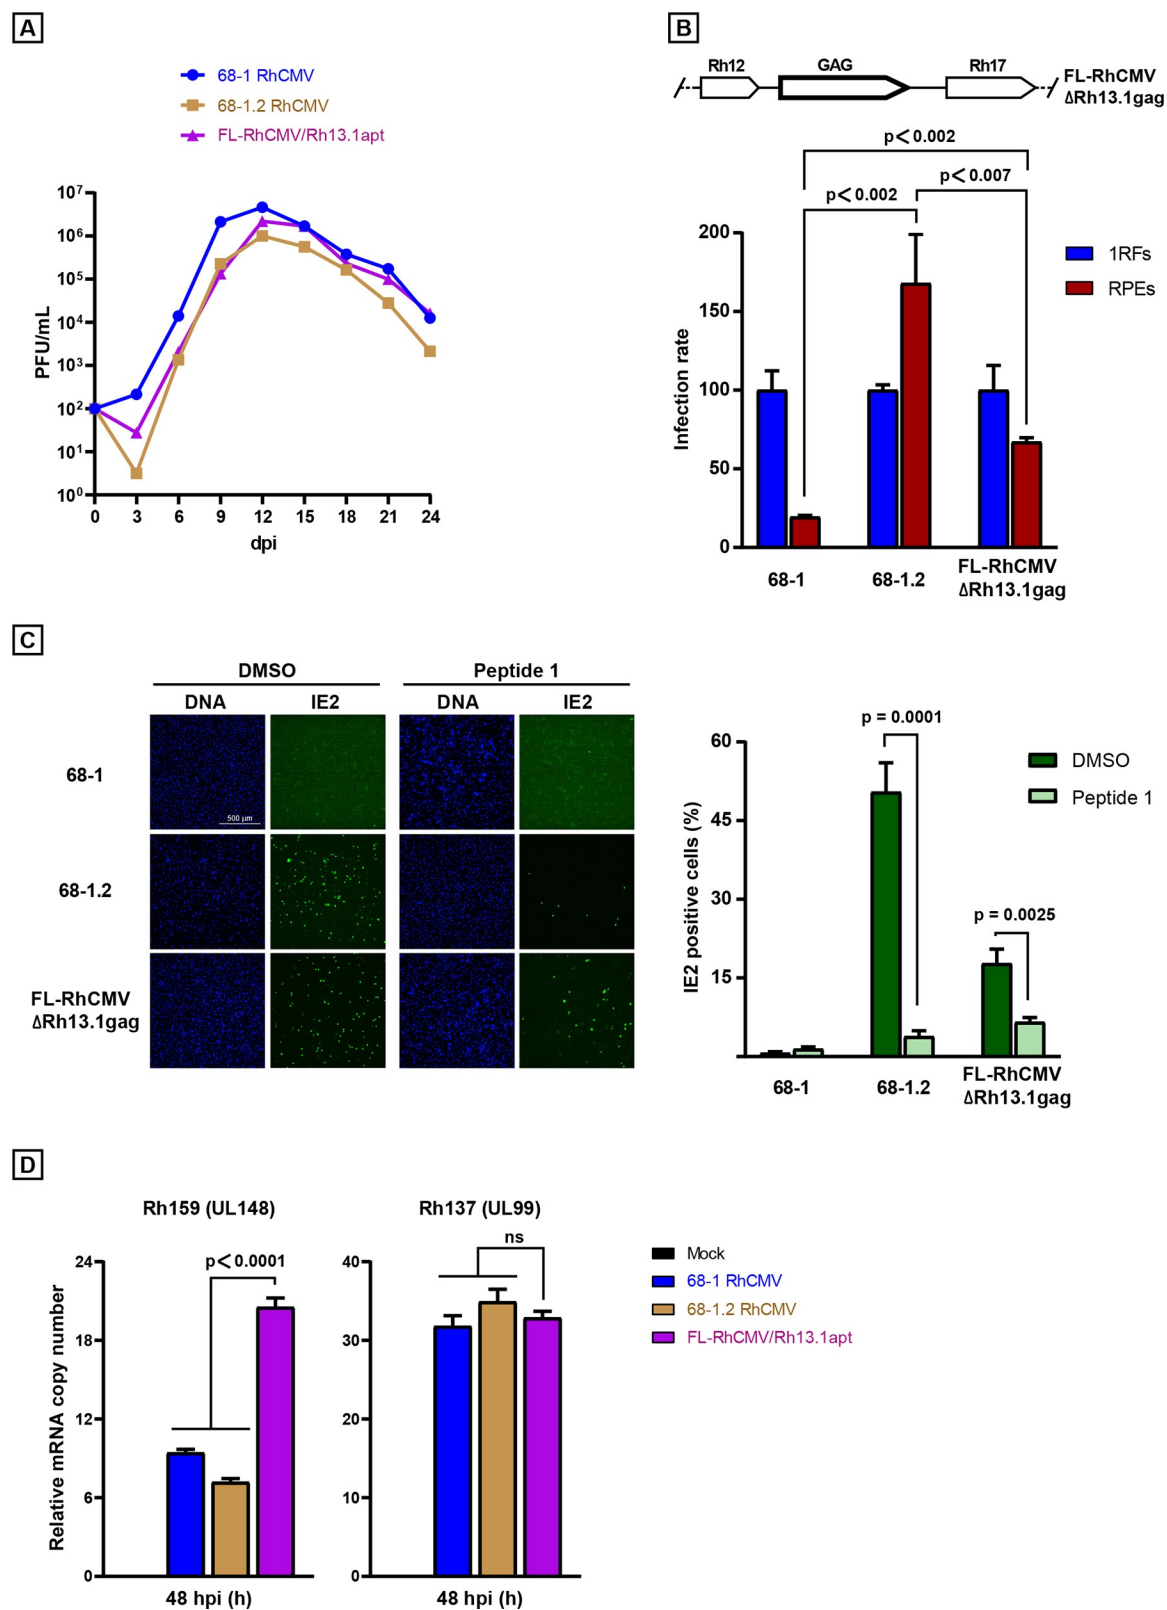 A
68-1 RhCMV
68-1.2 RhCMV
FL-RhCMV/Rh13.1apt
10⁷
10⁶
10⁵
10⁴
10³
10²
10¹
10⁰
PFU/mL
0 3 6 9 12 15 18 21 24
dpi
B
Rh12 GAG Rh17
FL-RhCMV
ΔRh13.1gag
p< 0.002
p< 0.007
p< 0.002
200
150
100
50
0
Infection rate
1RFs
RPEs
68-1 68-1.2 FL-RhCMV
ΔRh13.1gag
C
DMSO Peptide 1
DNA IE2 DNA IE2
68-1
500 µm
68-1.2
FL-RhCMV
ΔRh13.1gag
p = 0.0001
p = 0.0025
60
45
30
15
IE2 positive cells (%)
DMSO
Peptide 1
68-1 68-1.2 FL-RhCMV
ΔRh13.1gag
D
Rh159 (UL148)
p< 0.0001
24
18
12
6
0
Relative mRNA copy number
48 hpi (h)
Rh137 (UL99)
ns
40
30
20
10
0
48 hpi (h)
Mock
68-1 RhCMV
68-1.2 RhCMV
FL-RhCMV/Rh13.1apt